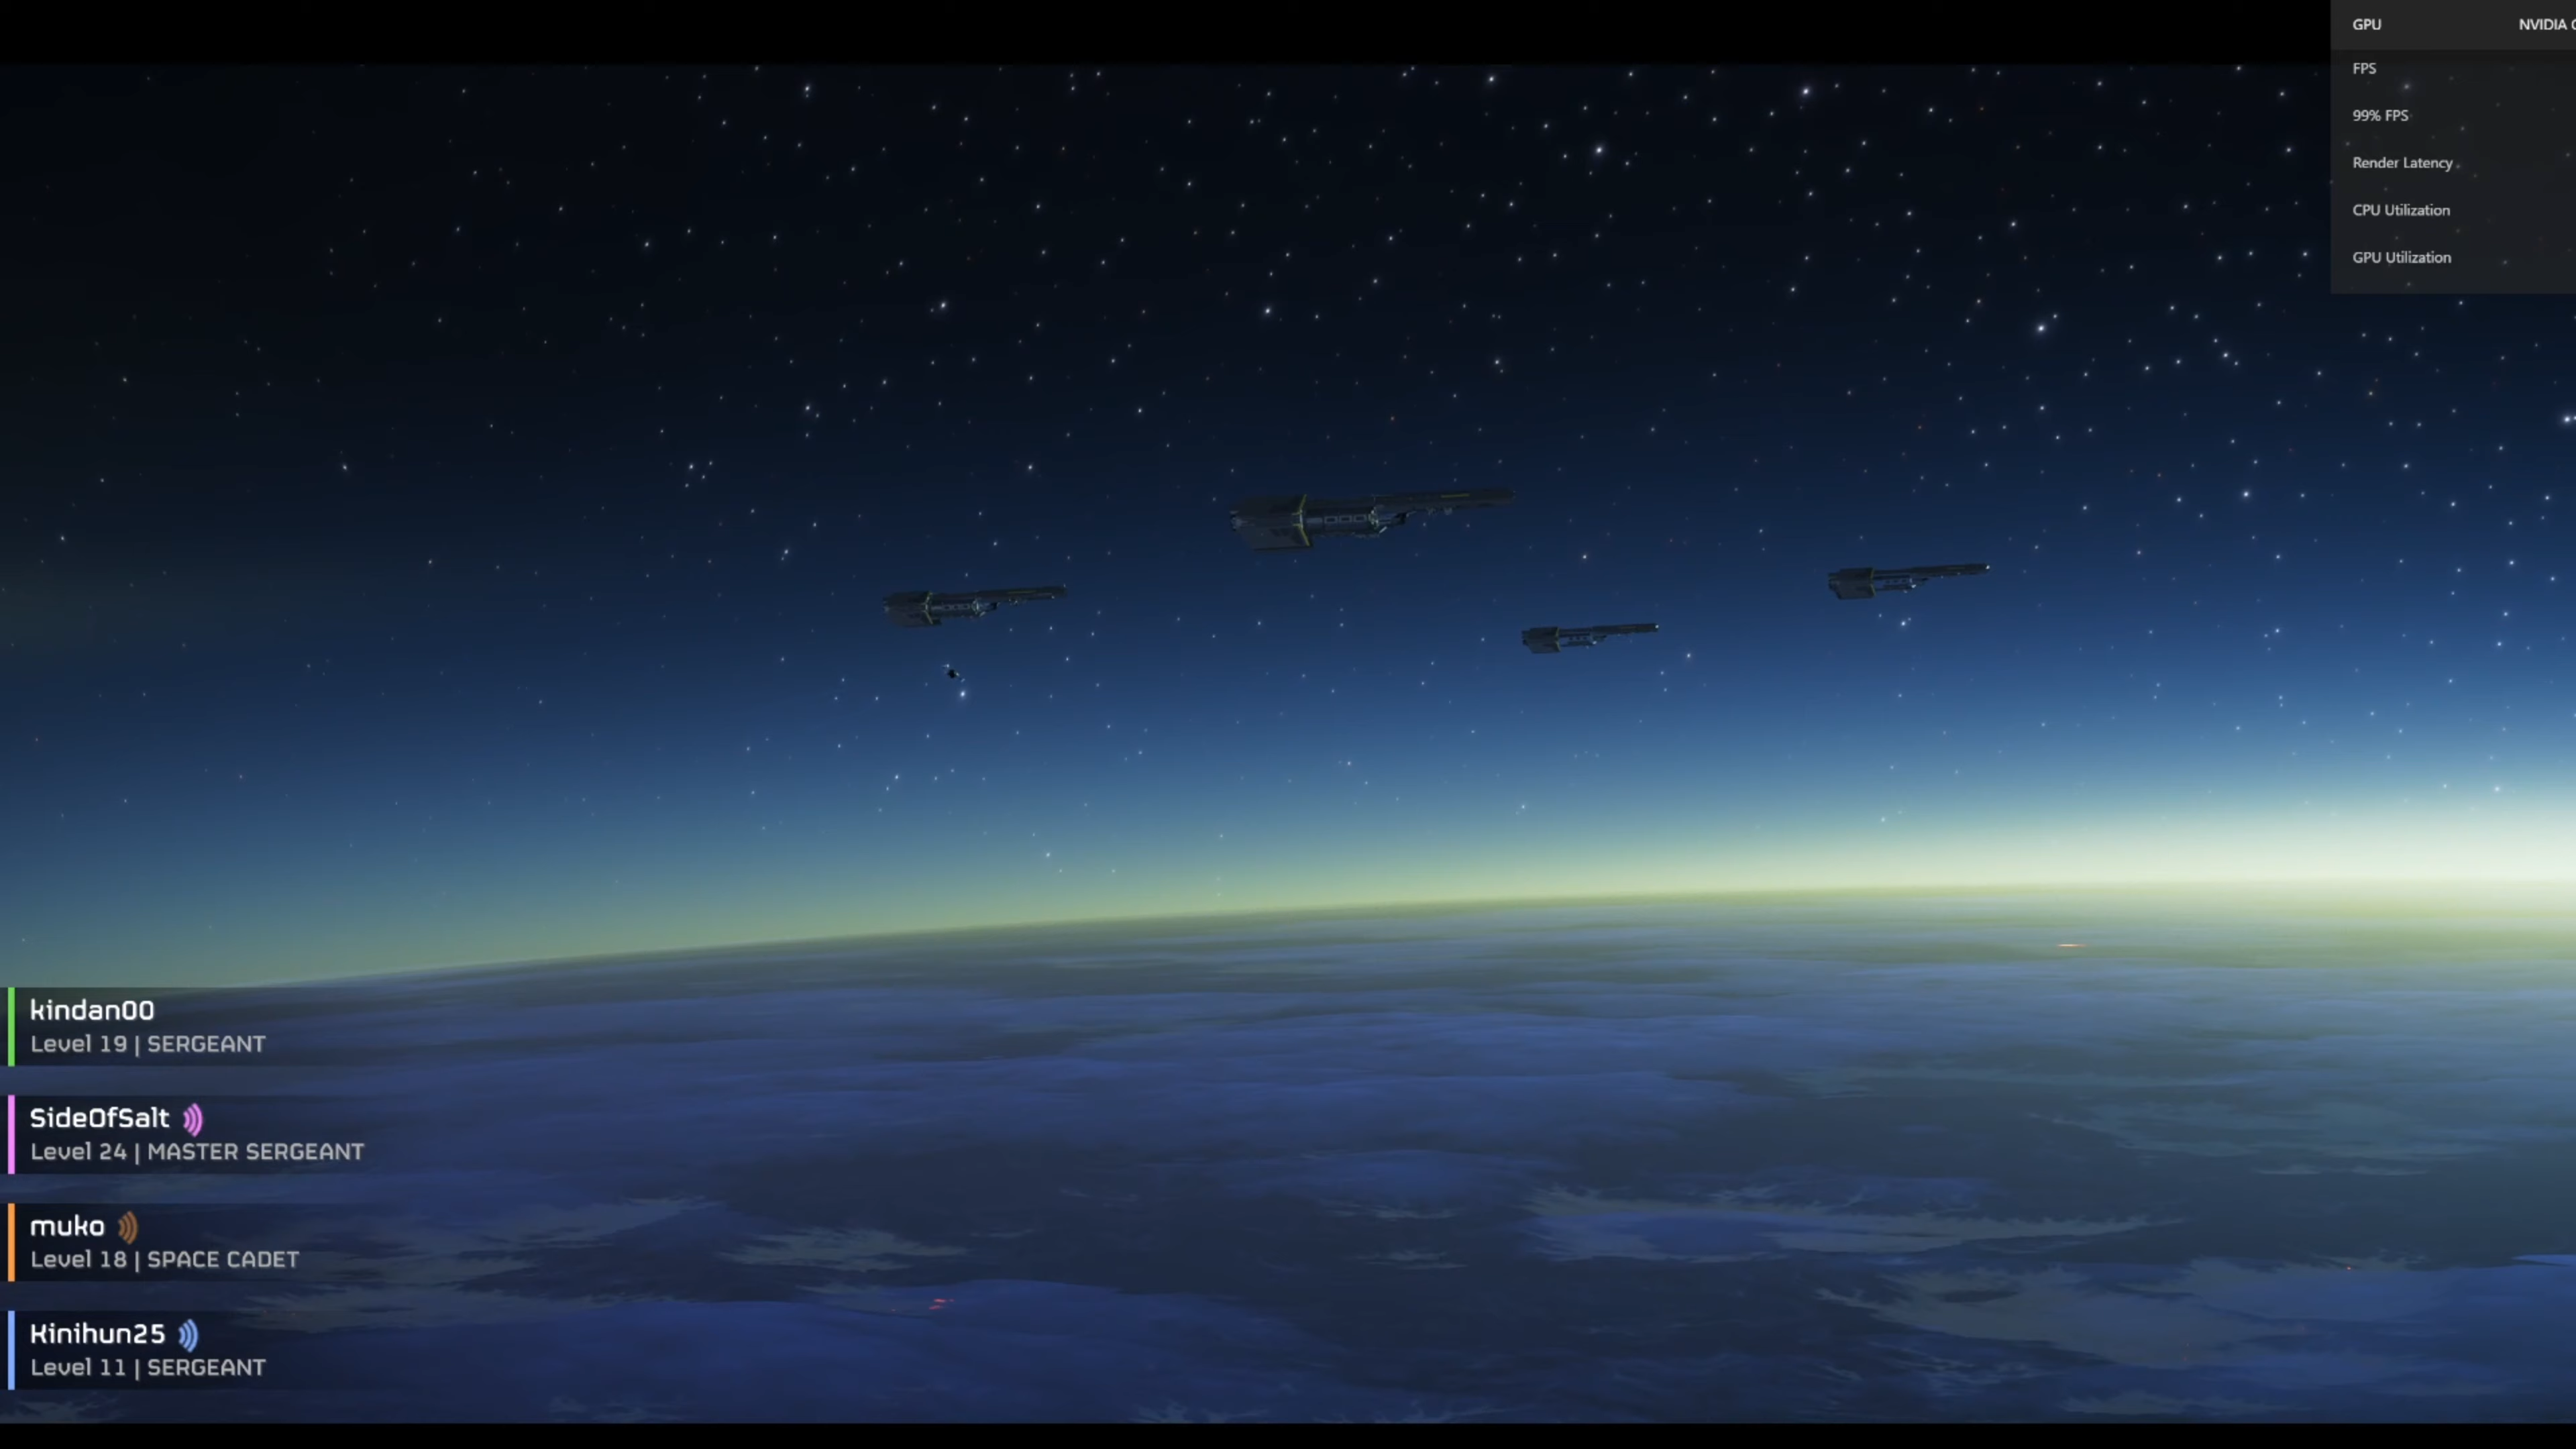 GPU NVIDIA
FPS
99% FPS
Render Latency
CPU Utilization
GPU Utilization
kindan00
Level 19 | SERGEANT
SideOfSalt
Level 24 | MASTER SERGEANT
muko
Level 18 | SPACE CADET
Kinihun25
Level 11 | SERGEANT